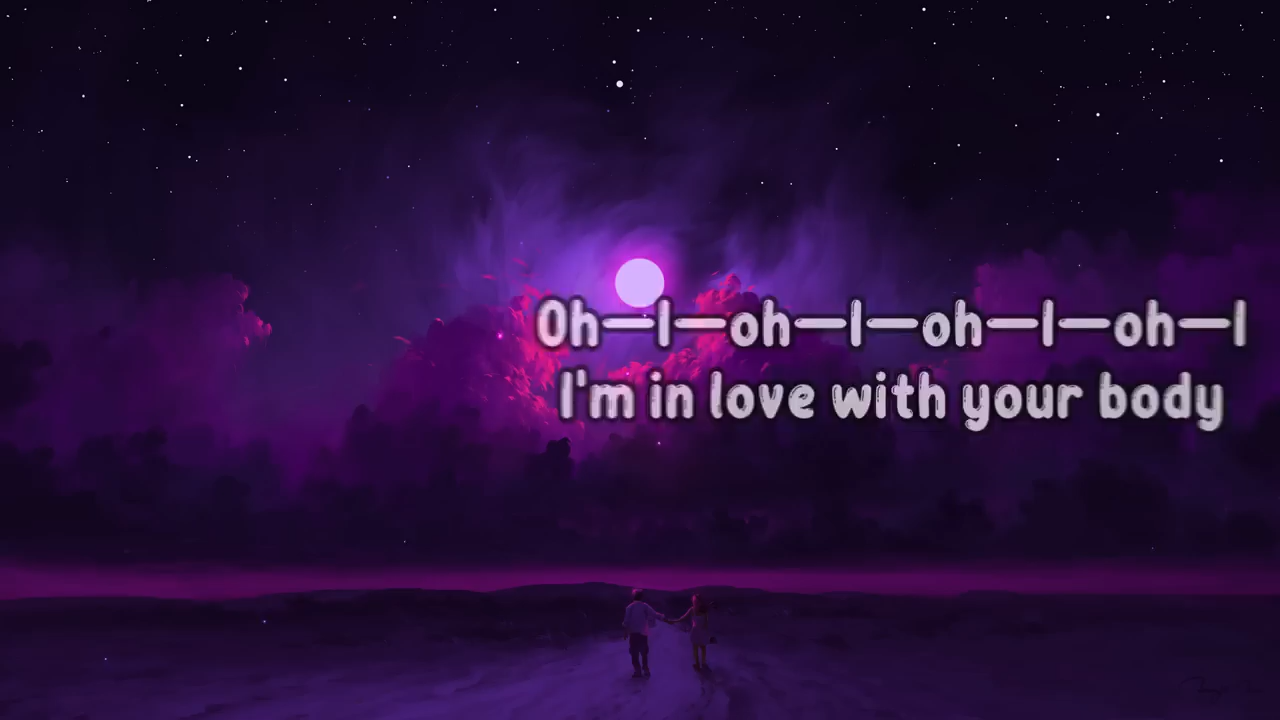 Oh—I—oh—I—oh—I—oh—I
I'm in love with your body